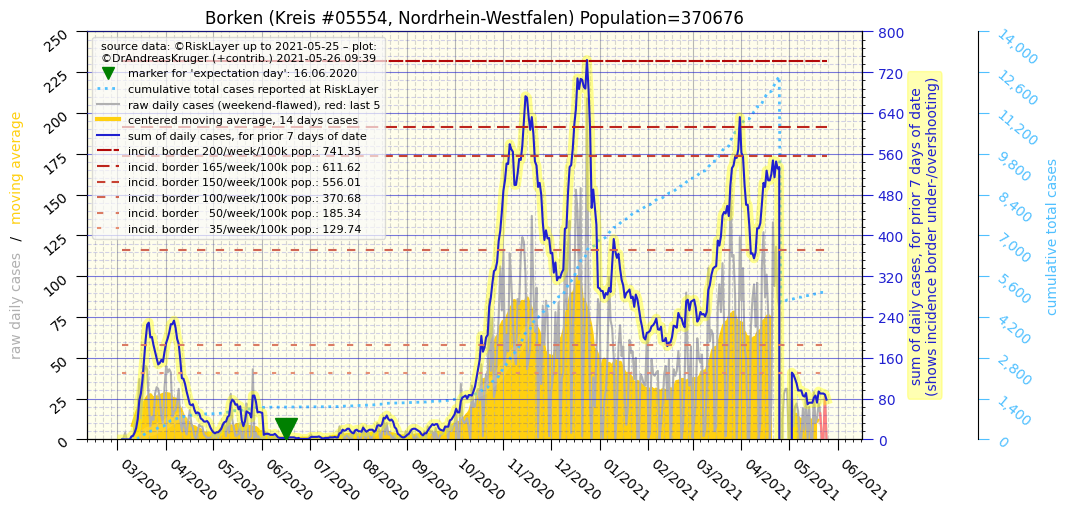 Borken (Kreis #05554, Nordrhein-Westfalen) Population=370676
source data: ©RiskLayer up to 2021-05-25 – plot:
©DrAndreasKruger (+contrib.) 2021-05-26 09:39
marker for 'expectation day': 16.06.2020
cumulative total cases reported at RiskLayer
raw daily cases (weekend-flawed), red: last 5
centered moving average, 14 days cases
sum of daily cases, for prior 7 days of date
incid. border 200/week/100k pop.: 741.35
incid. border 165/week/100k pop.: 611.62
incid. border 150/week/100k pop.: 556.01
incid. border 100/week/100k pop.: 370.68
incid. border 50/week/100k pop.: 185.34
incid. border 35/week/100k pop.: 129.74
raw daily cases / moving average
250
225
200
175
150
125
100
75
50
25
0
03/2020
04/2020
05/2020
06/2020
07/2020
08/2020
09/2020
10/2020
11/2020
12/2020
01/2021
02/2021
03/2021
04/2021
05/2021
06/2021
800
720
640
560
480
400
320
240
160
80
0
sum of daily cases, for prior 7 days of date
(shows incidence border under-/overshooting)
14,000
12,600
11,200
9,800
8,400
7,000
5,600
4,200
2,800
1,400
0
cumulative total cases